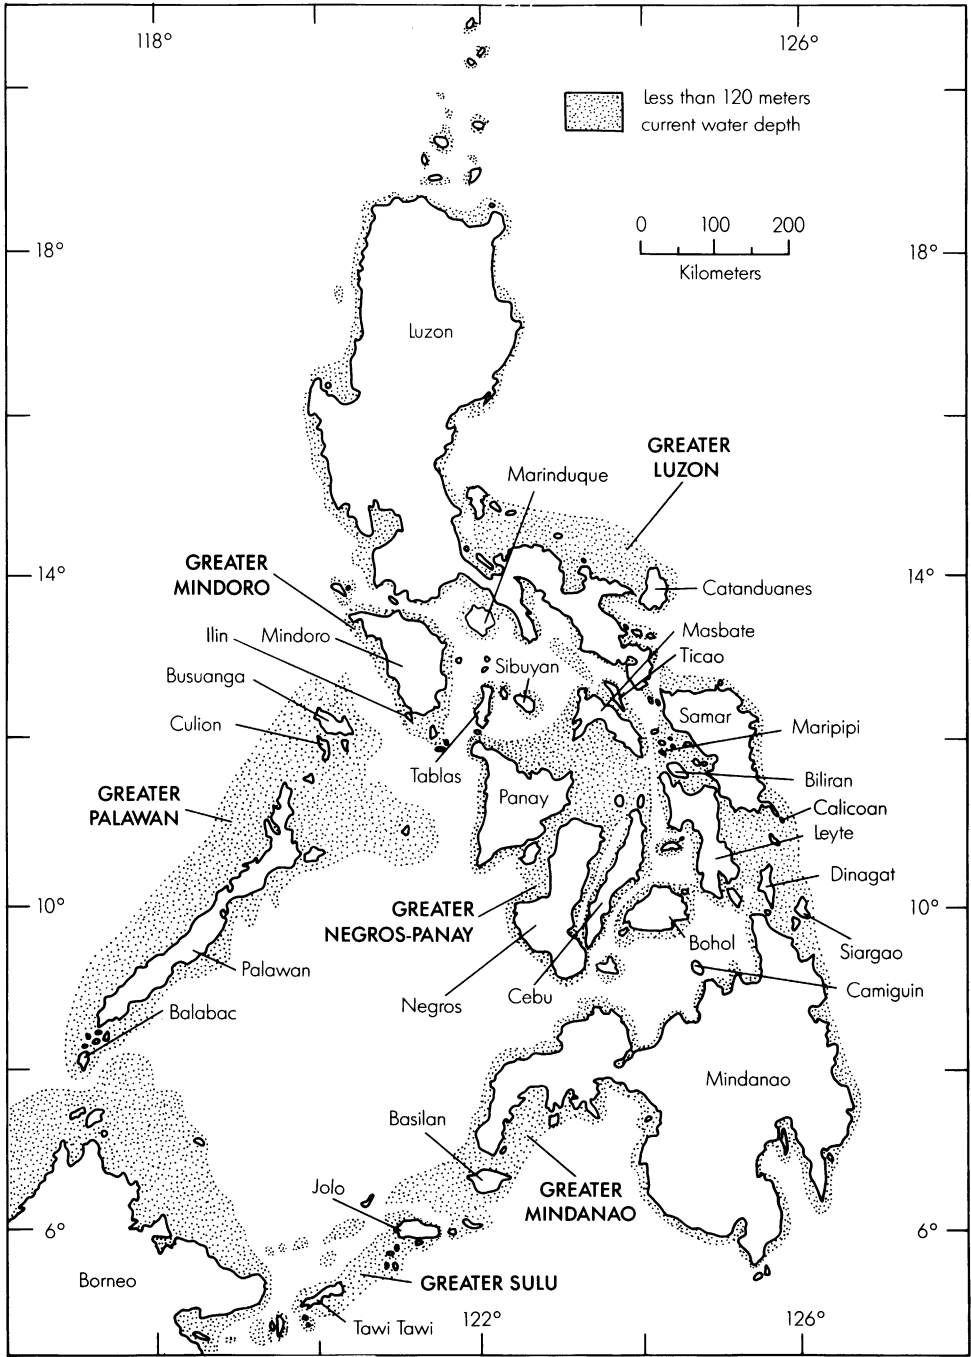 118°
126°
Less than 120 meters
current water depth
0 100 200
Kilometers
18°
18°
Luzon
GREATER
LUZON
Marinduque
GREATER
MINDORO
14°
14°
Catanduanes
Ilin
Mindoro
Masbate
Ticao
Sibuyan
Busuanga
Culion
Samar
Maripipi
Tablas
Biliran
GREATER
PALAWAN
Panay
Calicoan
Leyte
Dinagat
10°
10°
GREATER
NEGROS-PANAY
Bohol
Siargao
Palawan
Negros
Cebu
Camiguin
Balabac
Mindanao
Basilan
Jolo
GREATER
MINDANAO
6°
6°
Borneo
GREATER SULU
Tawi Tawi
122°
126°